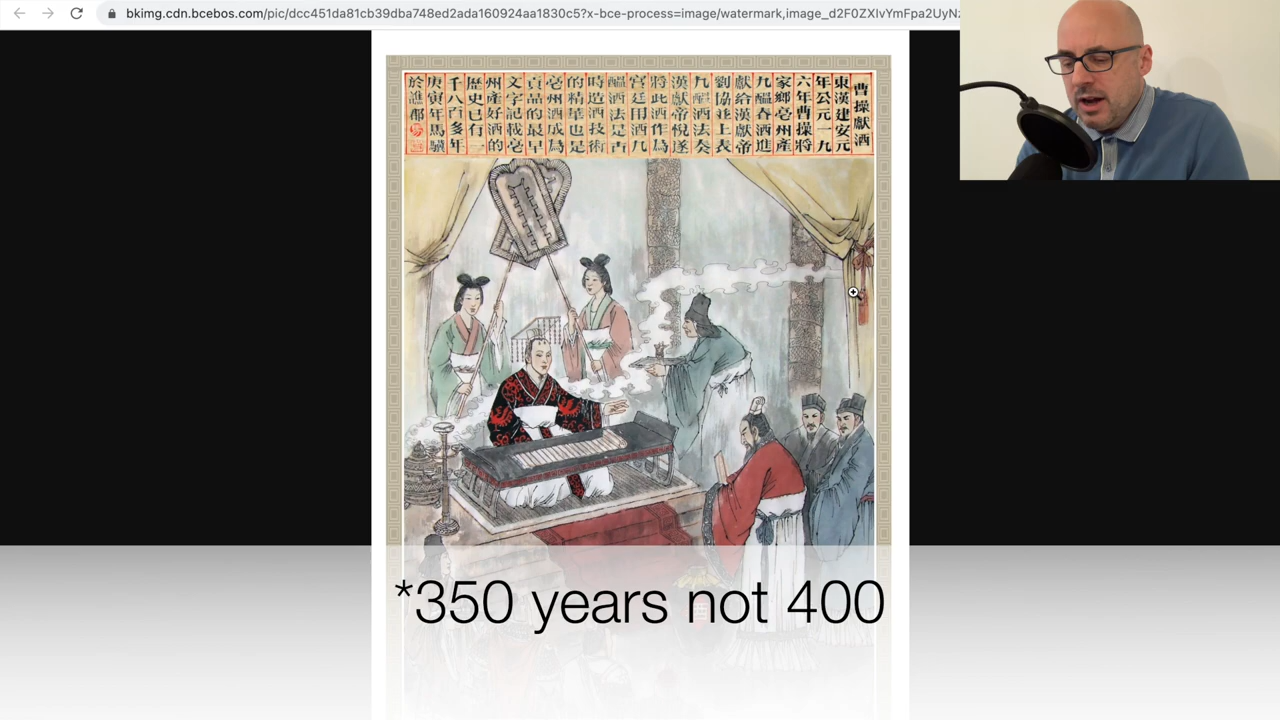 bkimg.cdn.bcebos.com/pic/dcc451da81cb39dba748ed2ada160924aa1830c5?x-bce-process=image/watermark,image_d2F0ZXIvYmFpa2UyN
曹操獻酒
東漢建安元
年公元一九
六年曹操將
家鄉亳州產
九醞春酒進
獻給漢獻帝
劉協並上表
九醞酒法奏
漢獻帝悅遂
將此酒作為
宮廷用酒九
醞酒法是古
時造酒技術
的精華也是
亳州酒成為
貢品的最早
文字記載亳
州產好酒的
歷史已有一
千八百多年
庚寅年馬驥
於譙郡
*350 years not 400